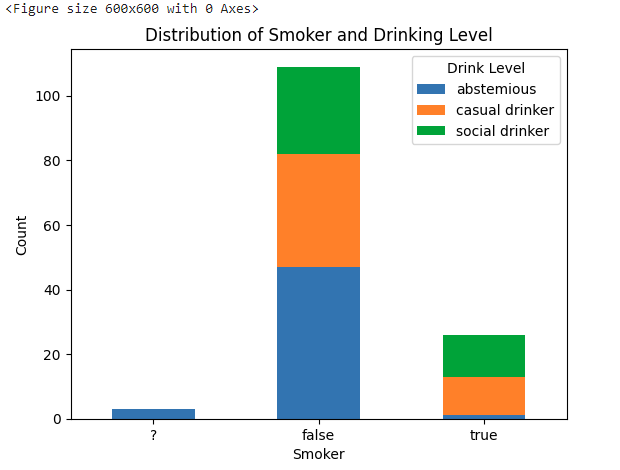 <Figure size 600x600 with 0 Axes>
Distribution of Smoker and Drinking Level
Drink Level
abstemious
casual drinker
social drinker
100
80
60
40
20
0
Count
? false true
Smoker